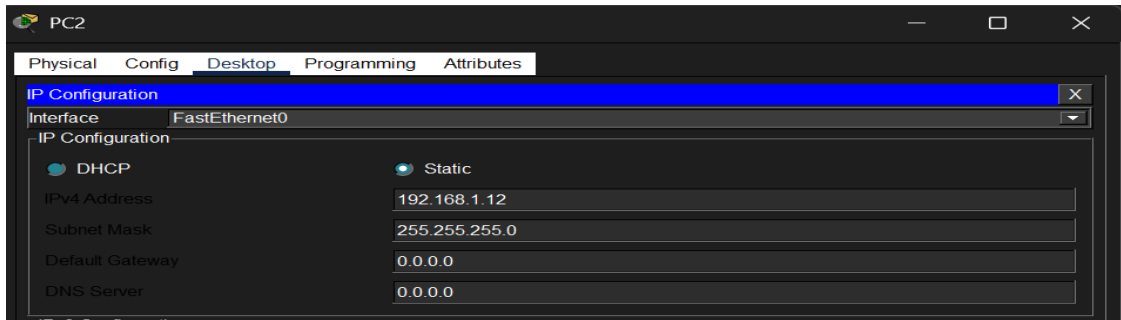 PC2
Physical Config Desktop Programming Attributes
IP Configuration X
Interface FastEthernet0
IP Configuration
DHCP Static
IPv4 Address 192.168.1.12
Subnet Mask 255.255.255.0
Default Gateway 0.0.0.0
DNS Server 0.0.0.0